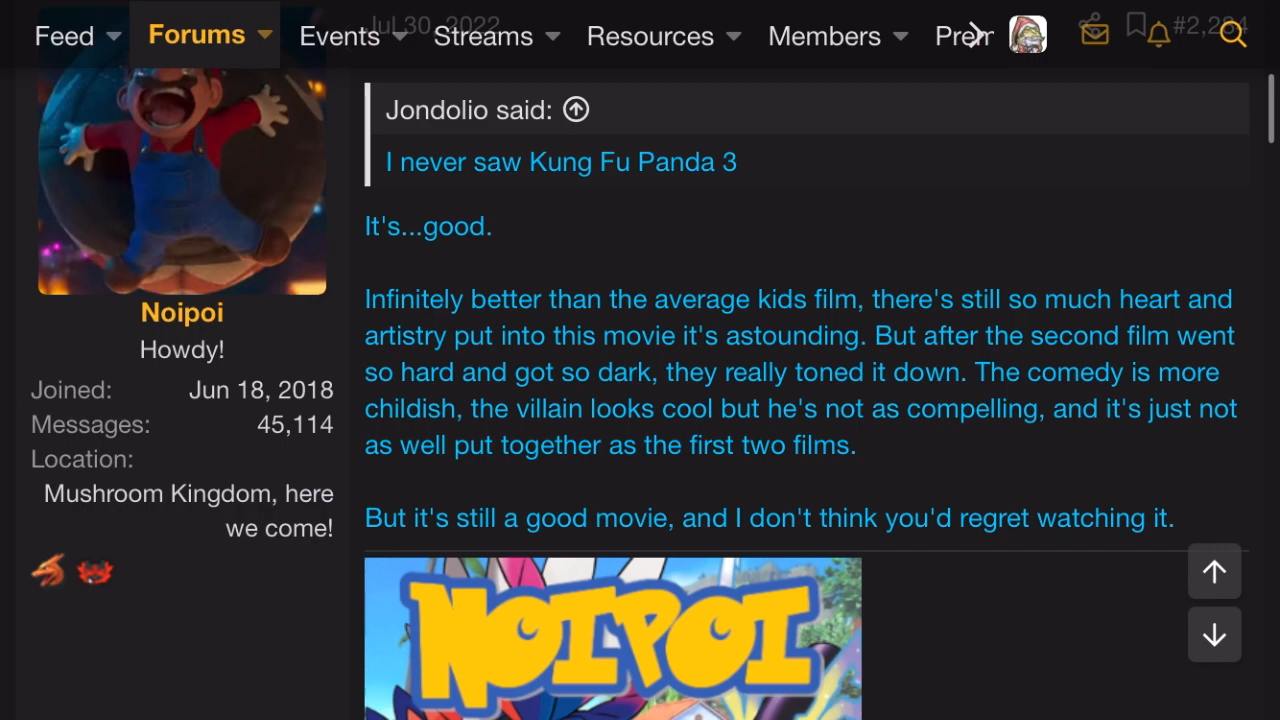 Feed
Forums
Events
Streams
Resources
Members
Jul 30, 2022
Jondolio said:
I never saw Kung Fu Panda 3
It's...good.
Infinitely better than the average kids film, there's still so much heart and
artistry put into this movie it's astounding. But after the second film went
so hard and got so dark, they really toned it down. The comedy is more
childish, the villain looks cool but he's not as compelling, and it's just not
as well put together as the first two films.
But it's still a good movie, and I don't think you'd regret watching it.
Noipoi
Howdy!
Joined: Jun 18, 2018
Messages: 45,114
Location:
Mushroom Kingdom, here
we come!
NOIPOI